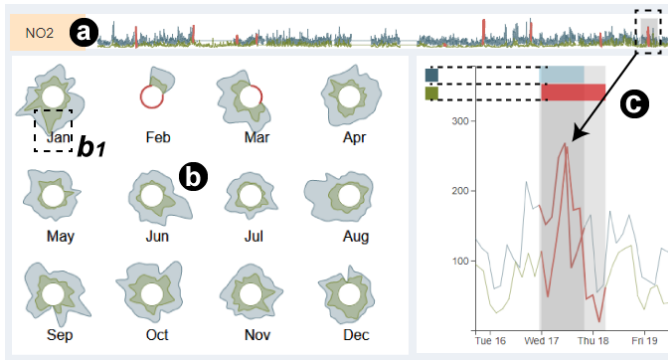 NO2 a
Jan Feb Mar Apr
b1
b
May Jun Jul Aug
Sep Oct Nov Dec
c
300
200
100
Tue 16 Wed 17 Thu 18 Fri 19